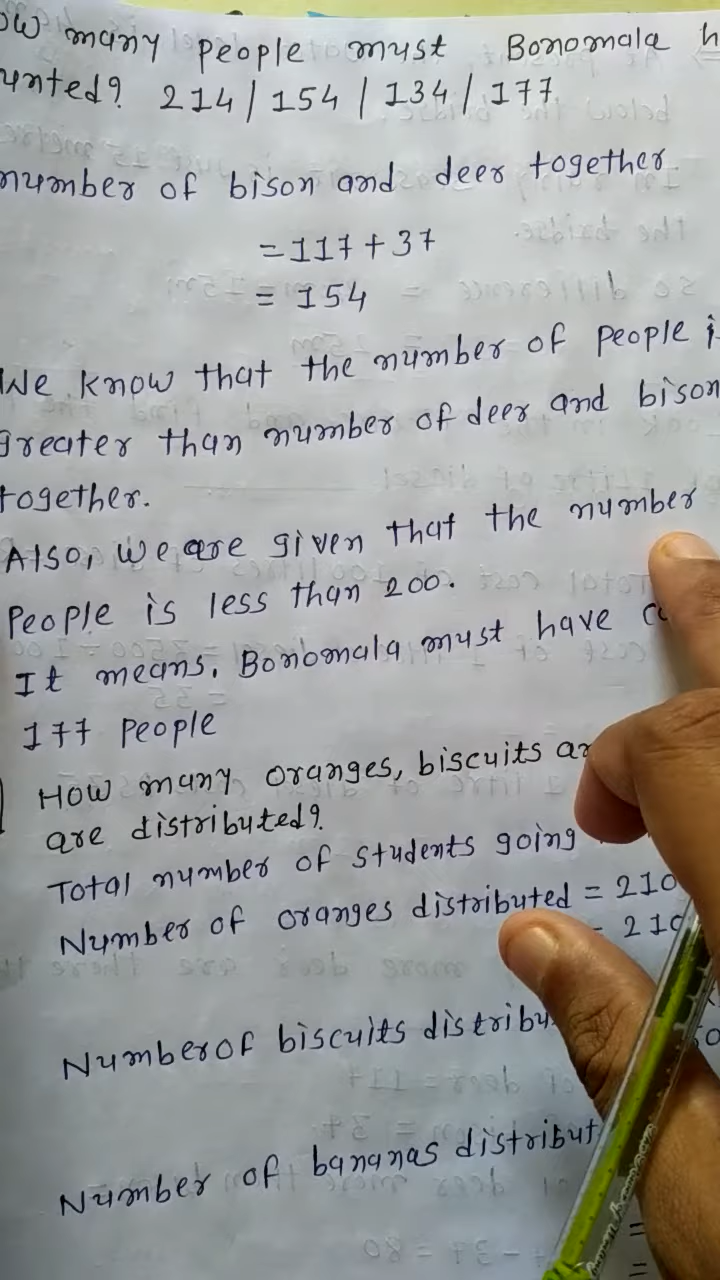 ow many people must Bonomala h
unted? 214/154/134/177
number of bison and deer together
=117+37
= 154
We know that the number of people i
greater than number of deer and bison
together.
Also, we are given that the number
People is less than 200.
It means, Bonomala must have c
177 people
How many oranges, biscuits a
are distributed?
Total number of students going
Number of oranges distributed = 210
210
Number of biscuits distribu
Number of bananas distribut
=
=